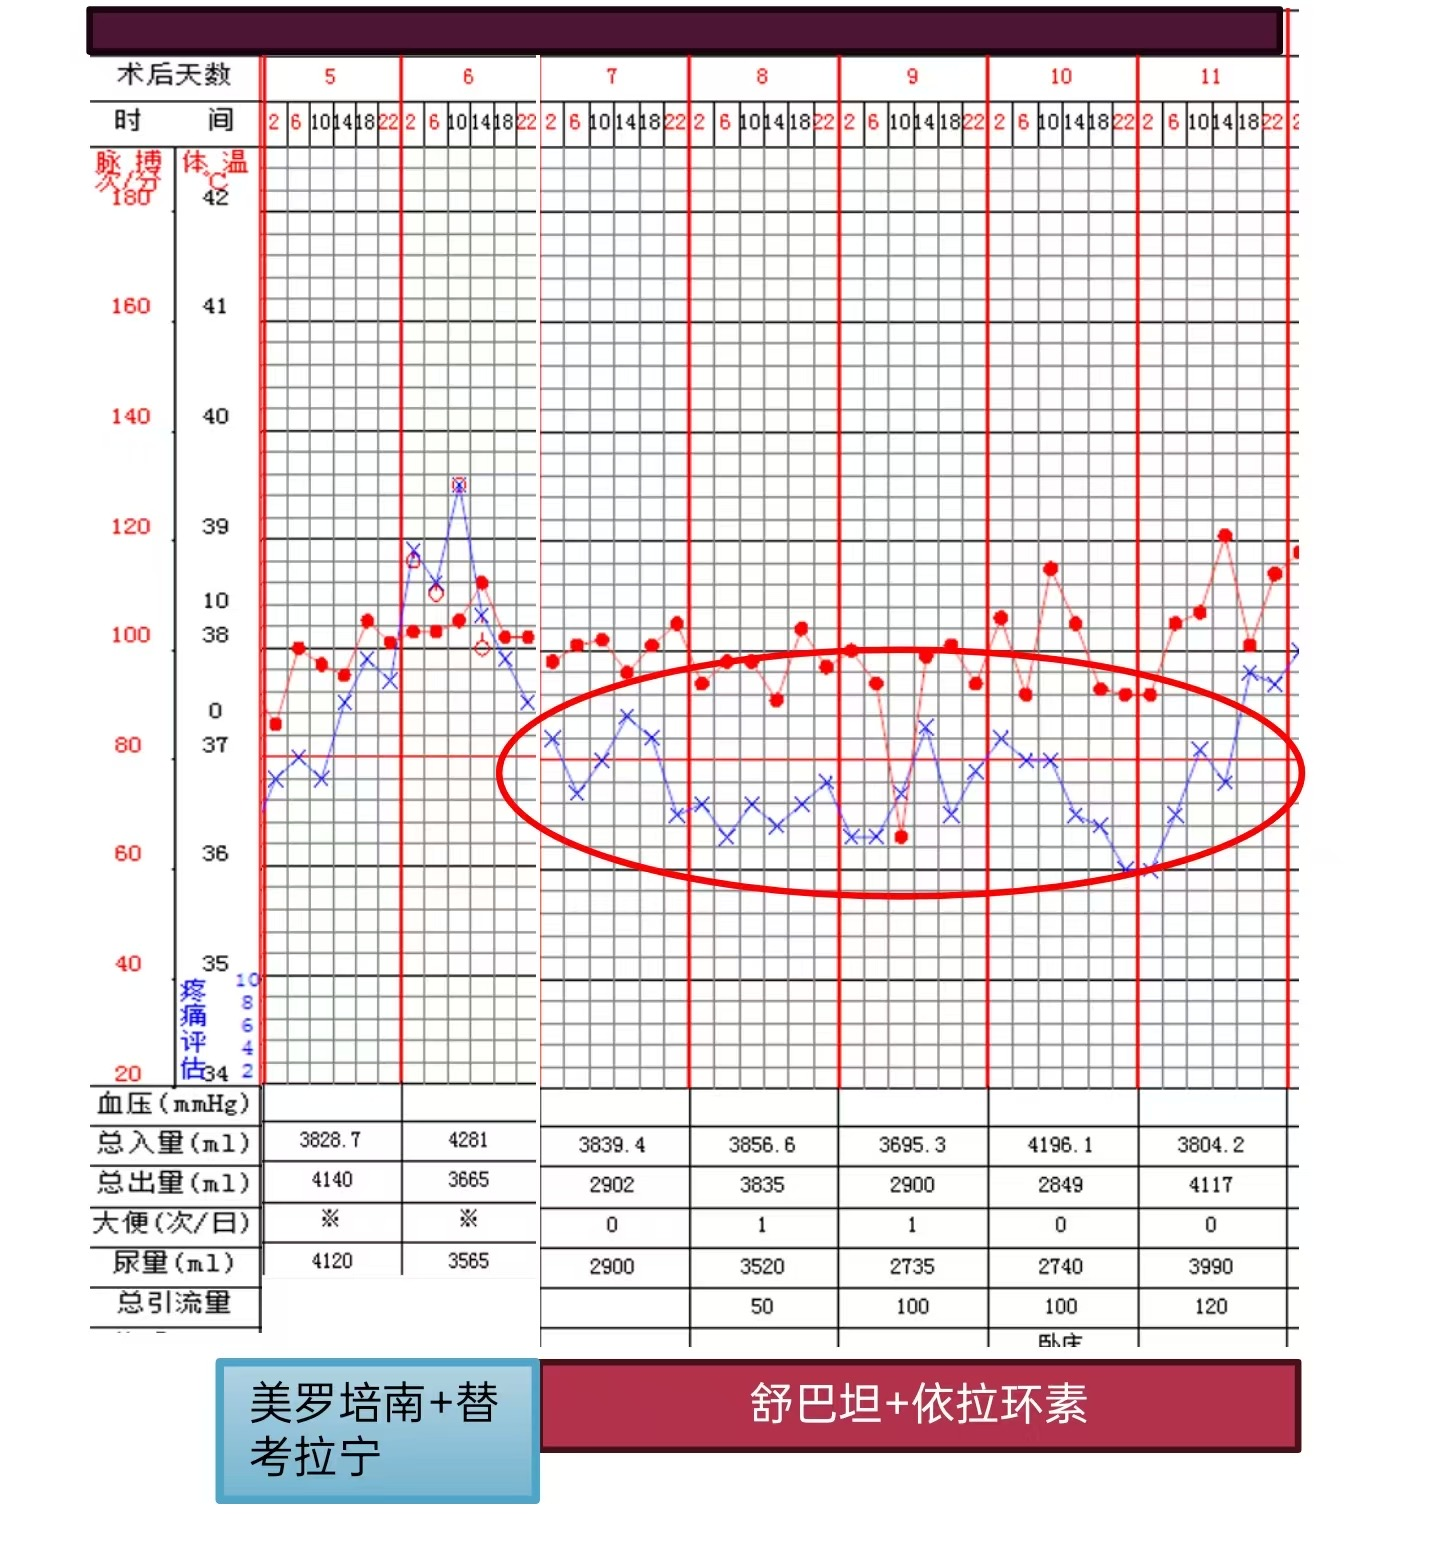 术后天数 5 6 7 8 9 10 11
时 间 2 6 10 14 18 22 2 6 10 14 18 22 2 6 10 14 18 22 2 6 10 14 18 22 2 6 10 14 18 22 2 6 10 14 18 22 2 6 10 14 18 22 2
脉搏 体温
次/分 ℃
180 42
160 41
140 40
120 39
10
100 38
0
80 37
60 36
40 35
疼痛评估 10 8 6 4 2
20 34
血压(mmHg)
总入量(ml) 3828.7 4281 3839.4 3856.6 3695.3 4196.1 3804.2
总出量(ml) 4140 3665 2902 3835 2900 2849 4117
大便(次/日) ※ ※ 0 1 1 0 0
尿量(ml) 4120 3565 2900 3520 2735 2740 3990
总引流量 50 100 100 120
卧床
美罗培南+替
考拉宁
舒巴坦+依拉环素